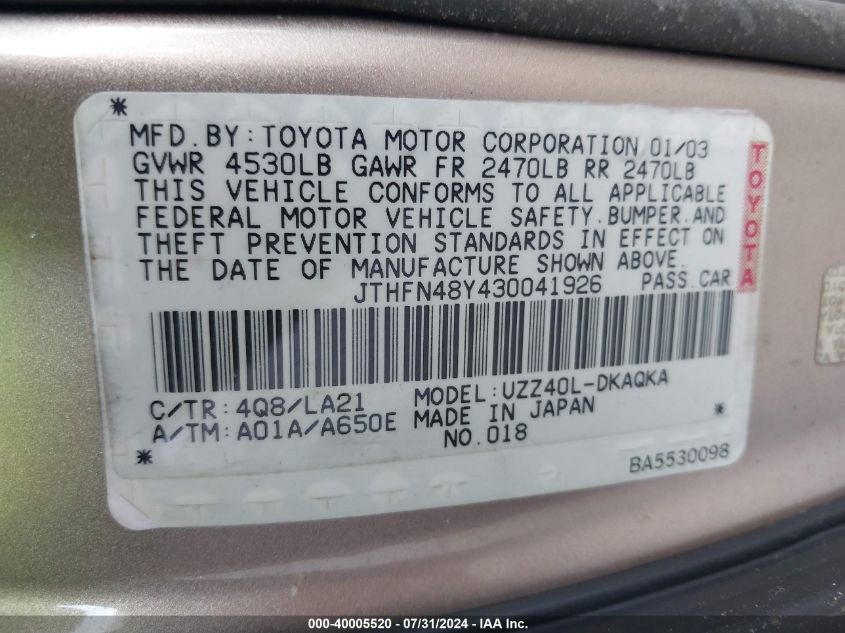 MFD.BY:TOYOTA MOTOR CORPORATION 01/03
GVWR 4530LB GAWR FR 2470LB RR 2470LB
THIS VEHICLE CONFORMS TO ALL APPLICABLE
FEDERAL MOTOR VEHICLE SAFETY.BUMPER.AND
THEFT PREVENTION STANDARDS IN EFFECT ON
THE DATE OF MANUFACTURE SHOWN ABOVE.
JTHFN48Y430041926 PASS.CAR
TOYOTA
C/TR:4Q8/LA21 MODEL:UZZ40L-DKAQKA
A/TM:A01A/A650E MADE IN JAPAN
NO.018
BA5530098
000-40005520 - 07/31/2024 - IAAI.com